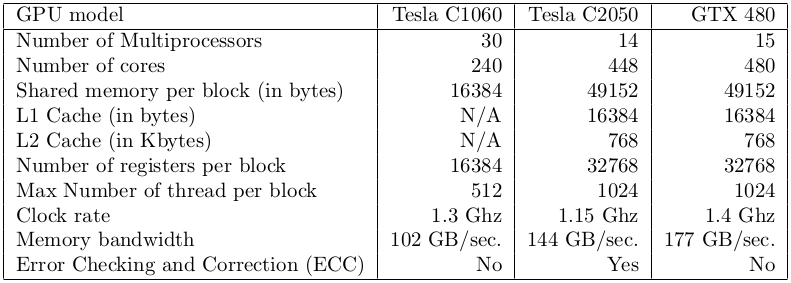 GPU model Tesla C1060 Tesla C2050 GTX 480
Number of Multiprocessors 30 14 15
Number of cores 240 448 480
Shared memory per block (in bytes) 16384 49152 49152
L1 Cache (in bytes) N/A 16384 16384
L2 Cache (in Kbytes) N/A 768 768
Number of registers per block 16384 32768 32768
Max Number of thread per block 512 1024 1024
Clock rate 1.3 Ghz 1.15 Ghz 1.4 Ghz
Memory bandwidth 102 GB/sec. 144 GB/sec. 177 GB/sec.
Error Checking and Correction (ECC) No Yes No